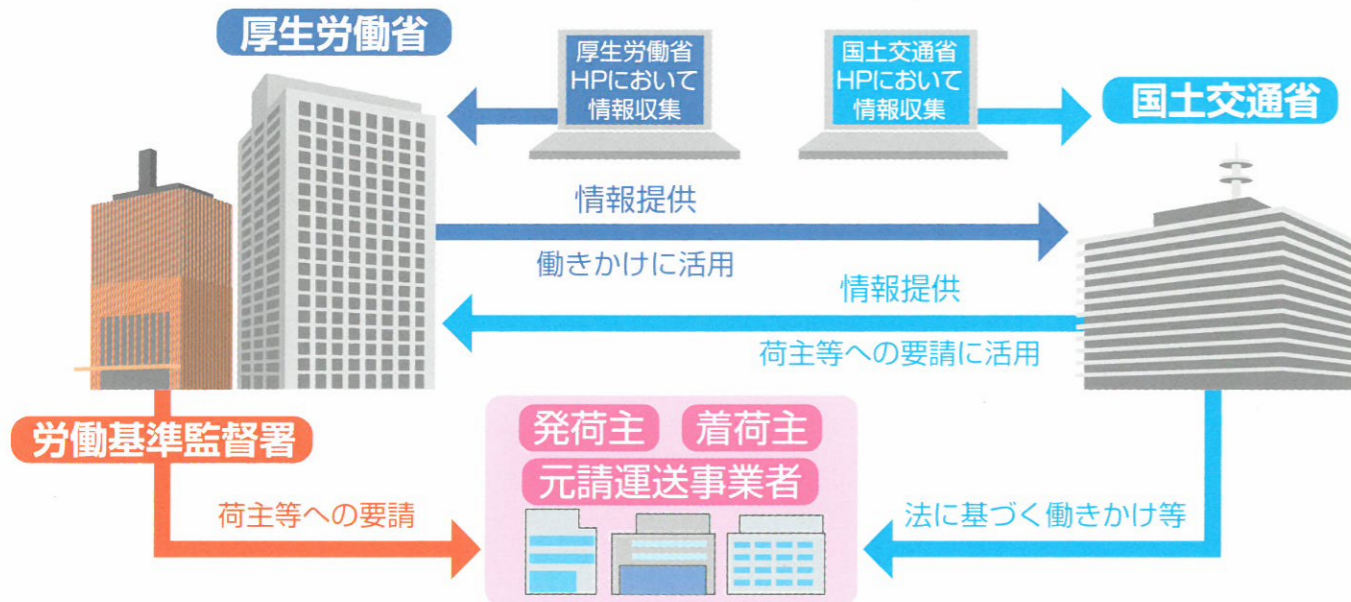 厚生労働省
厚生労働省
HPにおいて
情報収集
国土交通省
HPにおいて
情報収集
国土交通省
情報提供
働きかけに活用
情報提供
荷主等への要請に活用
労働基準監督署
発荷主
着荷主
元請運送事業者
荷主等への要請
法に基づく働きかけ等